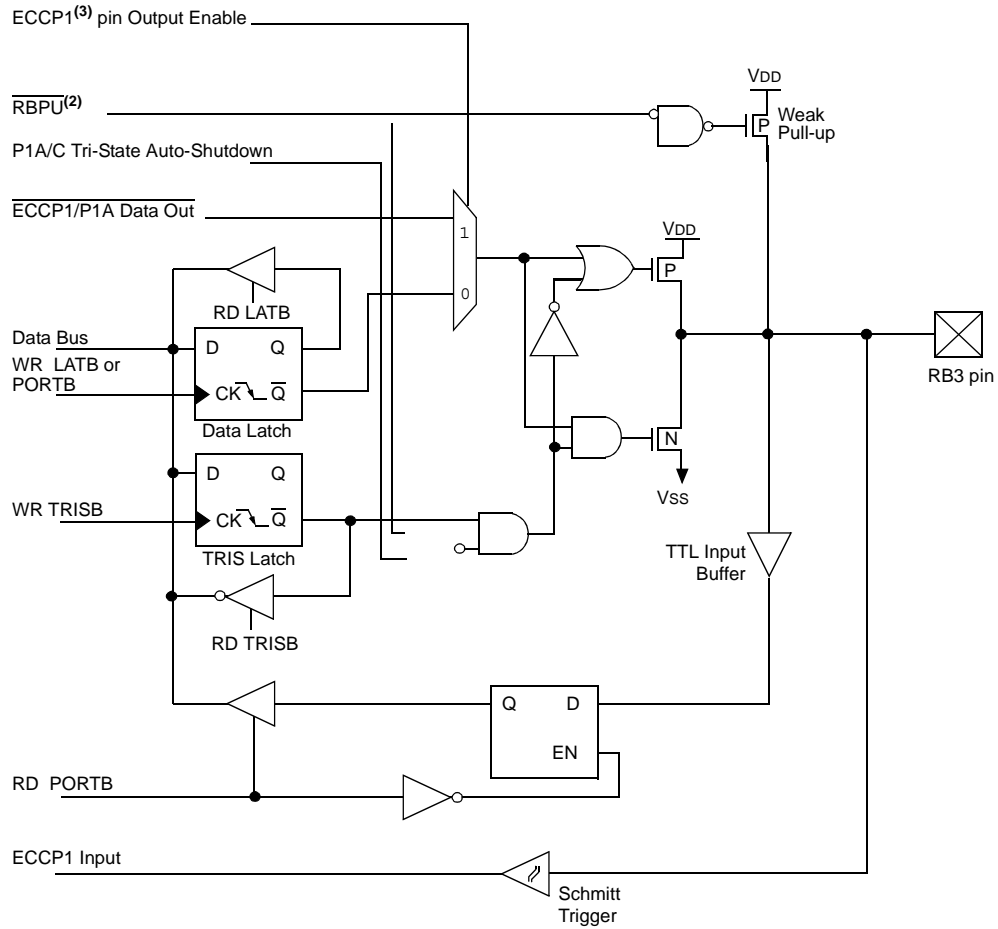 ECCP1(3) pin Output Enable
VDD
RBPU(2)
Weak
Pull-up
P
P1A/C Tri-State Auto-Shutdown
ECCP1/P1A Data Out
1
VDD
P
0
RD LATB
Data Bus
D Q
WR LATB or
PORTB
CK Q
RB3 pin
Data Latch
N
D Q
VSS
WR TRISB
CK Q
TRIS Latch
TTL Input
Buffer
RD TRISB
Q D
EN
RD PORTB
ECCP1 Input
Schmitt
Trigger